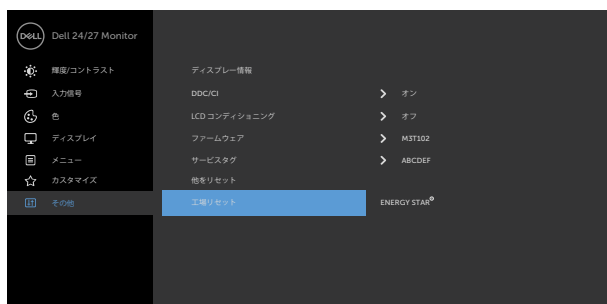 DELL Dell 24/27 Monitor
輝度/コントラスト
入力信号
色
ディスプレイ
メニュー
カスタマイズ
その他
ディスプレー情報
DDC/CI オン
LCD コンディショニング オフ
ファームウェア M3T102
サービスタグ ABCDEF
他をリセット
工場リセット ENERGY STAR®